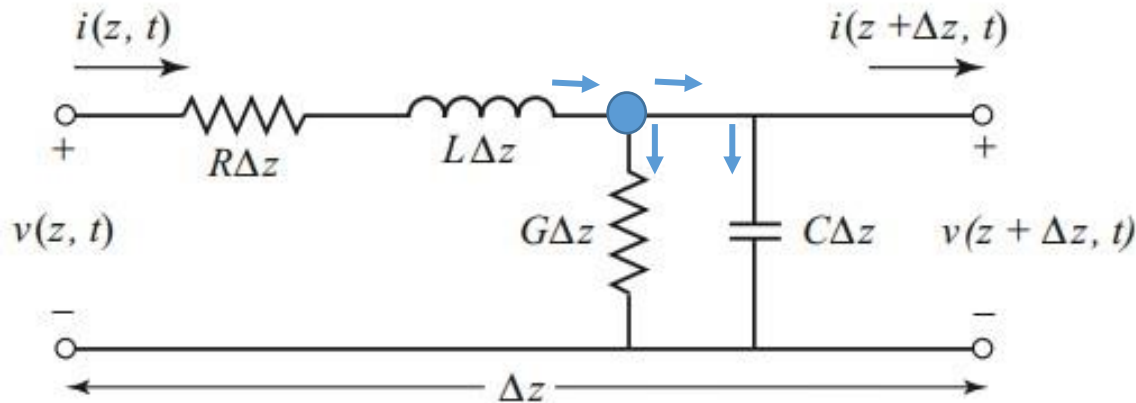 i(z, t)
i(z +Δz, t)
+
RΔz
LΔz
+
v(z, t)
GΔz
CΔz
v(z + Δz, t)
−
−
Δz